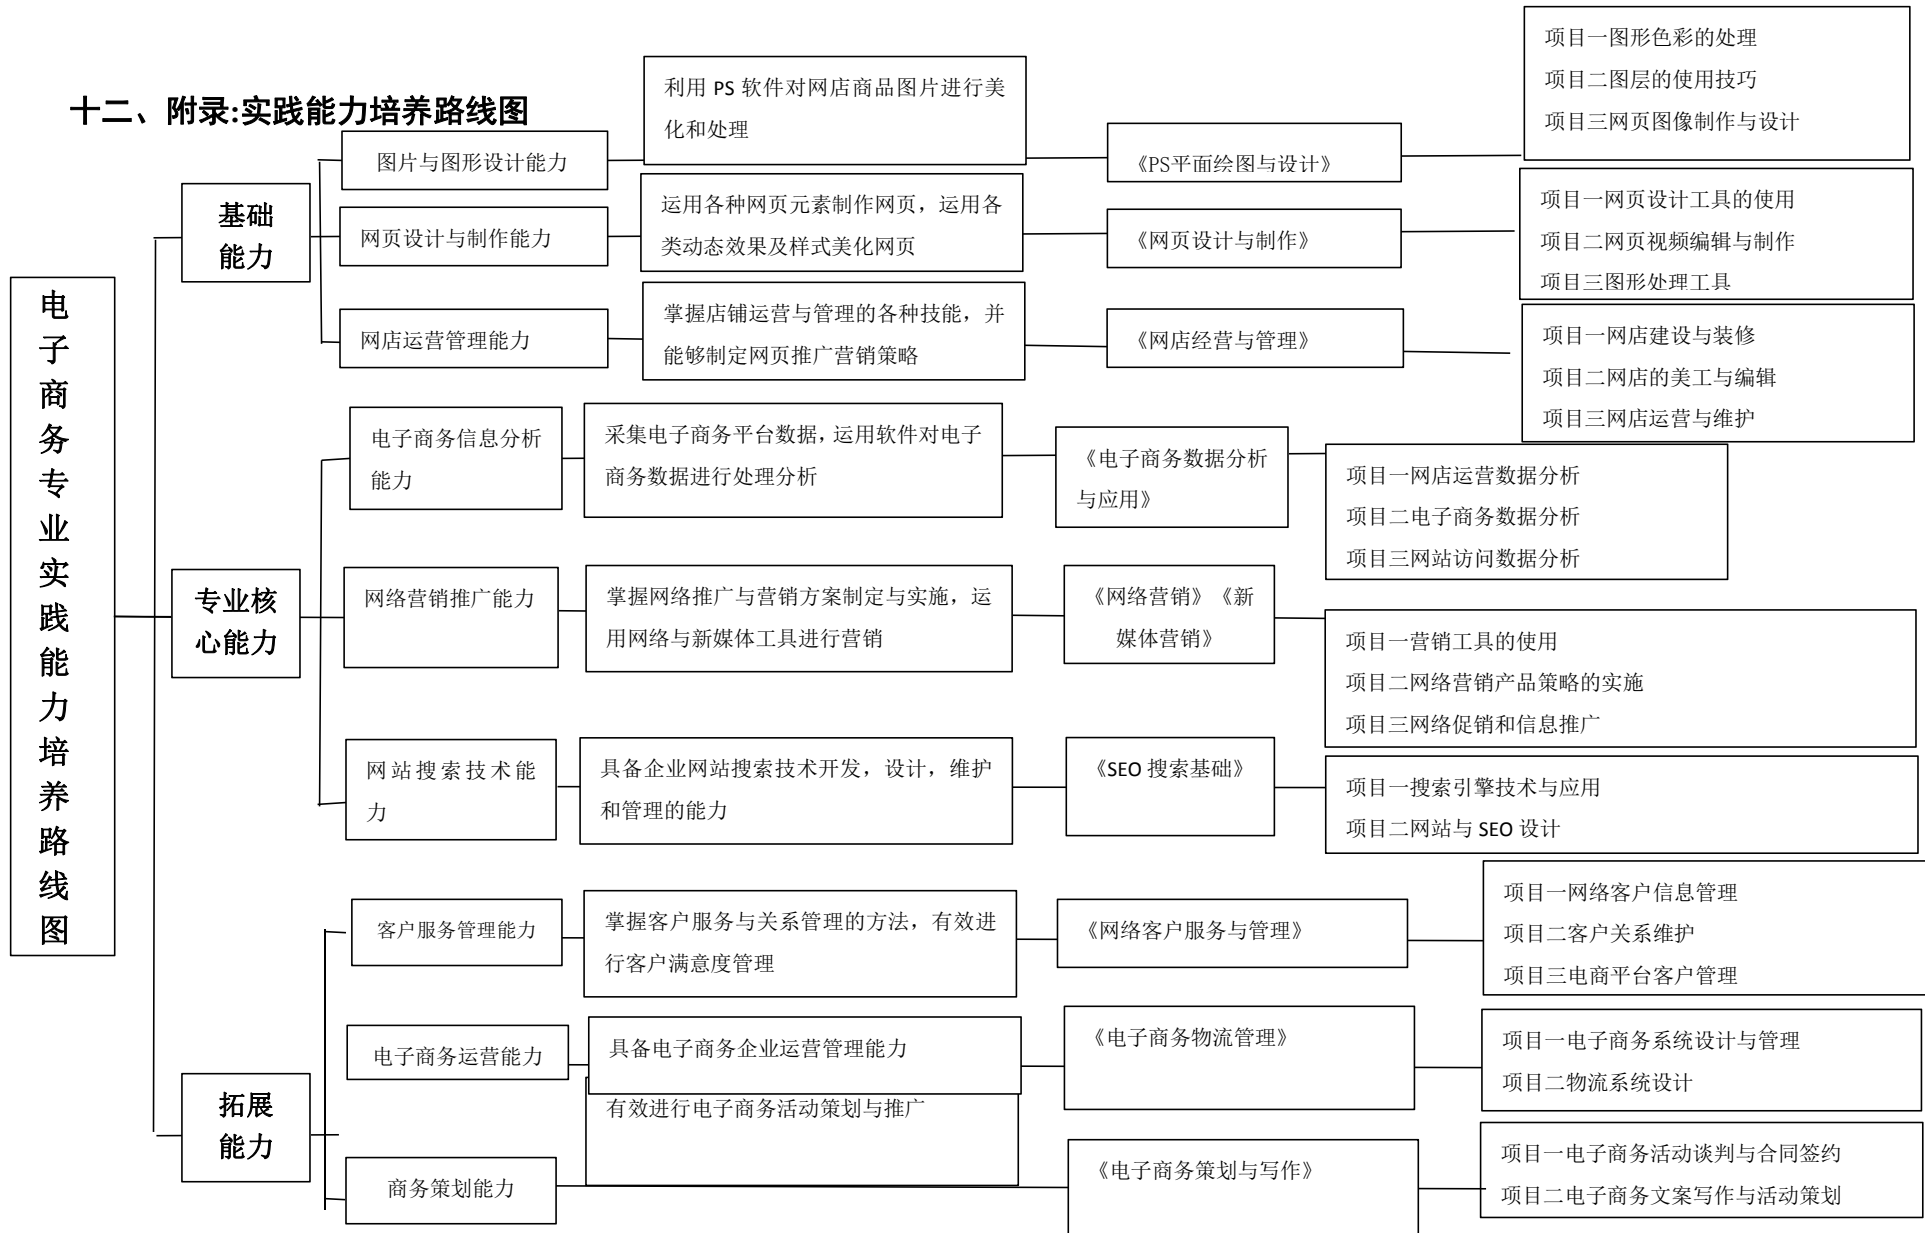 十二、附录:实践能力培养路线图
电子商务专业实践能力培养路线图
基础
能力
图片与图形设计能力
利用 PS 软件对网店商品图片进行美
化和处理
《PS平面绘图与设计》
项目一图形色彩的处理
项目二图层的使用技巧
项目三网页图像制作与设计
网页设计与制作能力
运用各种网页元素制作网页，运用各
类动态效果及样式美化网页
《网页设计与制作》
项目一网页设计工具的使用
项目二网页视频编辑与制作
项目三图形处理工具
网店运营管理能力
掌握店铺运营与管理的各种技能，并
能够制定网页推广营销策略
《网店经营与管理》
项目一网店建设与装修
项目二网店的美工与编辑
项目三网店运营与维护
专业核
心能力
电子商务信息分析
能力
采集电子商务平台数据，运用软件对电子
商务数据进行处理分析
《电子商务数据分析
与应用》
项目一网店运营数据分析
项目二电子商务数据分析
项目三网站访问数据分析
网络营销推广能力
掌握网络推广与营销方案制定与实施，运
用网络与新媒体工具进行营销
《网络营销》《新
媒体营销》
项目一营销工具的使用
项目二网络营销产品策略的实施
项目三网络促销和信息推广
网站搜索技术能
力
具备企业网站搜索技术开发，设计，维护
和管理的能力
《SEO 搜索基础》
项目一搜索引擎技术与应用
项目二网站与 SEO 设计
拓展
能力
客户服务管理能力
掌握客户服务与关系管理的方法，有效进
行客户满意度管理
《网络客户服务与管理》
项目一网络客户信息管理
项目二客户关系维护
项目三电商平台客户管理
电子商务运营能力
具备电子商务企业运营管理能力
《电子商务物流管理》
项目一电子商务系统设计与管理
项目二物流系统设计
商务策划能力
有效进行电子商务活动策划与推广
《电子商务策划与写作》
项目一电子商务活动谈判与合同签约
项目二电子商务文案写作与活动策划